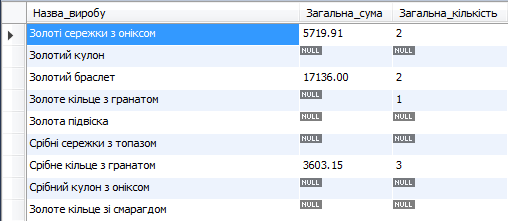 Назва_виробу Загальна_сума Загальна_кількість
Золоті сережки з оніксом 5719.91 2
Золотий кулон NULL NULL
Золотий браслет 17136.00 2
Золоте кільце з гранатом NULL 1
Золота підвіска NULL NULL
Срібні сережки з топазом NULL NULL
Срібне кільце з гранатом 3603.15 3
Срібний кулон з оніксом NULL NULL
Золоте кільце зі смарагдом NULL NULL